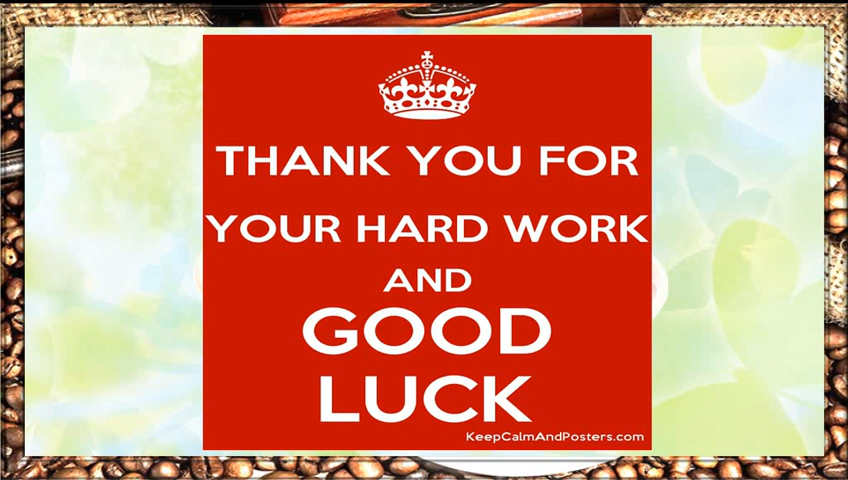 THANK YOU FOR
YOUR HARD WORK
AND
GOOD
LUCK
KeepCalmAndPosters.com